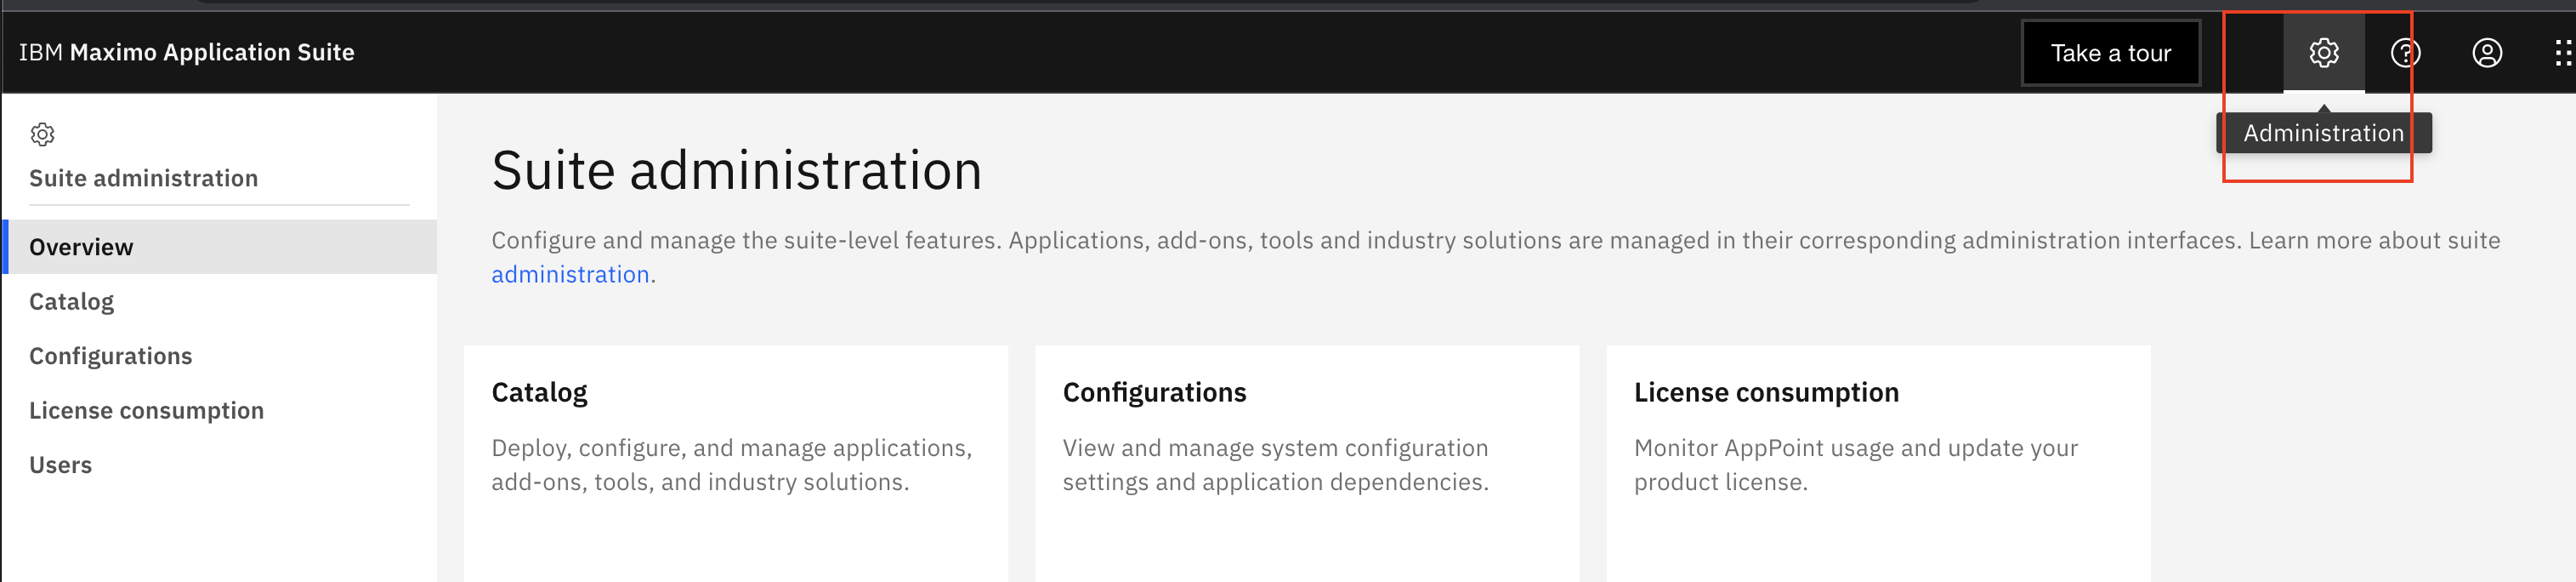 IBM Maximo Application Suite
Take a tour
Administration
Suite administration
Overview
Catalog
Configurations
License consumption
Users
Suite administration
Configure and manage the suite-level features. Applications, add-ons, tools and industry solutions are managed in their corresponding administration interfaces. Learn more about suite
administration.
Catalog
Deploy, configure, and manage applications,
add-ons, tools, and industry solutions.
Configurations
View and manage system configuration
settings and application dependencies.
License consumption
Monitor AppPoint usage and update your
product license.